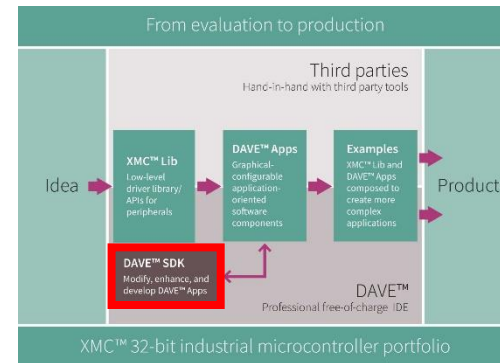 From evaluation to production
Third parties
Hand-in-hand with third party tools
Idea
XMC™ Lib
Low-level
driver library/
APIs for
peripherals
DAVE™ Apps
Graphical-
configurable
application-
oriented
software
components
Examples
XMC™ Lib and
DAVE™ Apps
composed to
create more
complex
applications
Product
DAVE™ SDK
Modify, enhance, and
develop DAVE™ Apps
DAVE™
Professional free-of-charge IDE
XMC™ 32-bit industrial microcontroller portfolio